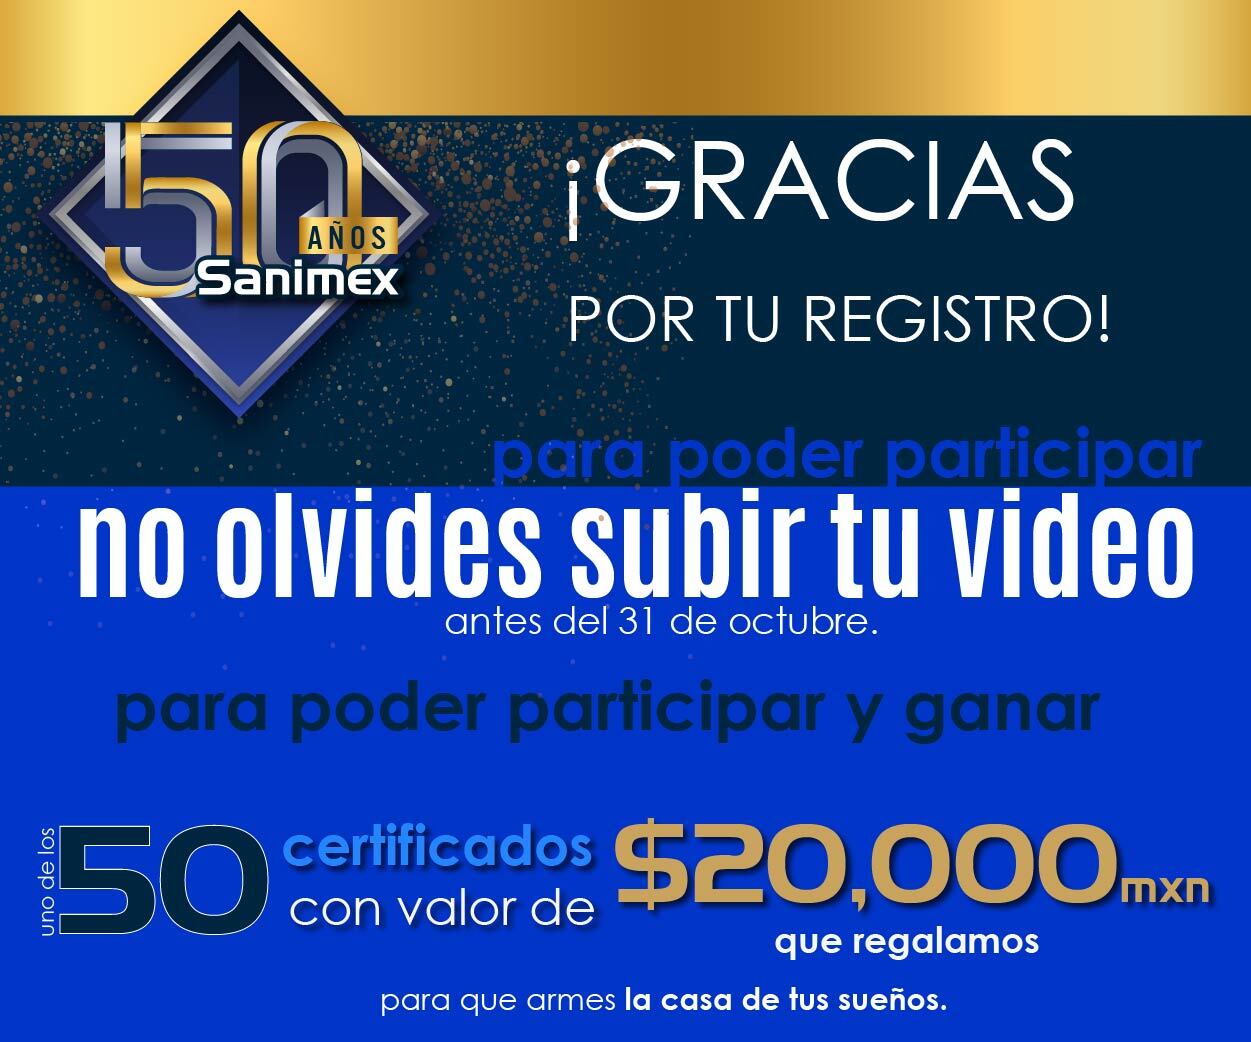 50
AÑOS
Sanimex
¡GRACIAS
POR TU REGISTRO!
para poder participar
no olvides subir tu video
antes del 31 de octubre.
para poder participar y ganar
uno de los
50
certificados
con valor de
$20,000 mxn
que regalamos
para que armes la casa de tus sueños.